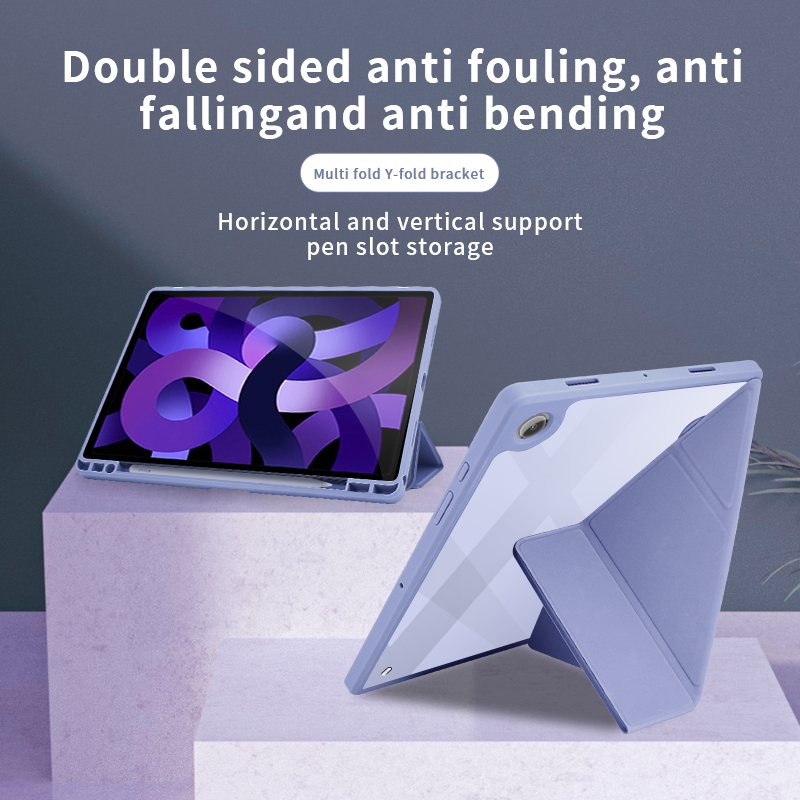 Double sided anti fouling, anti
fallingand anti bending
Multi fold Y-fold bracket
Horizontal and vertical support
pen slot storage